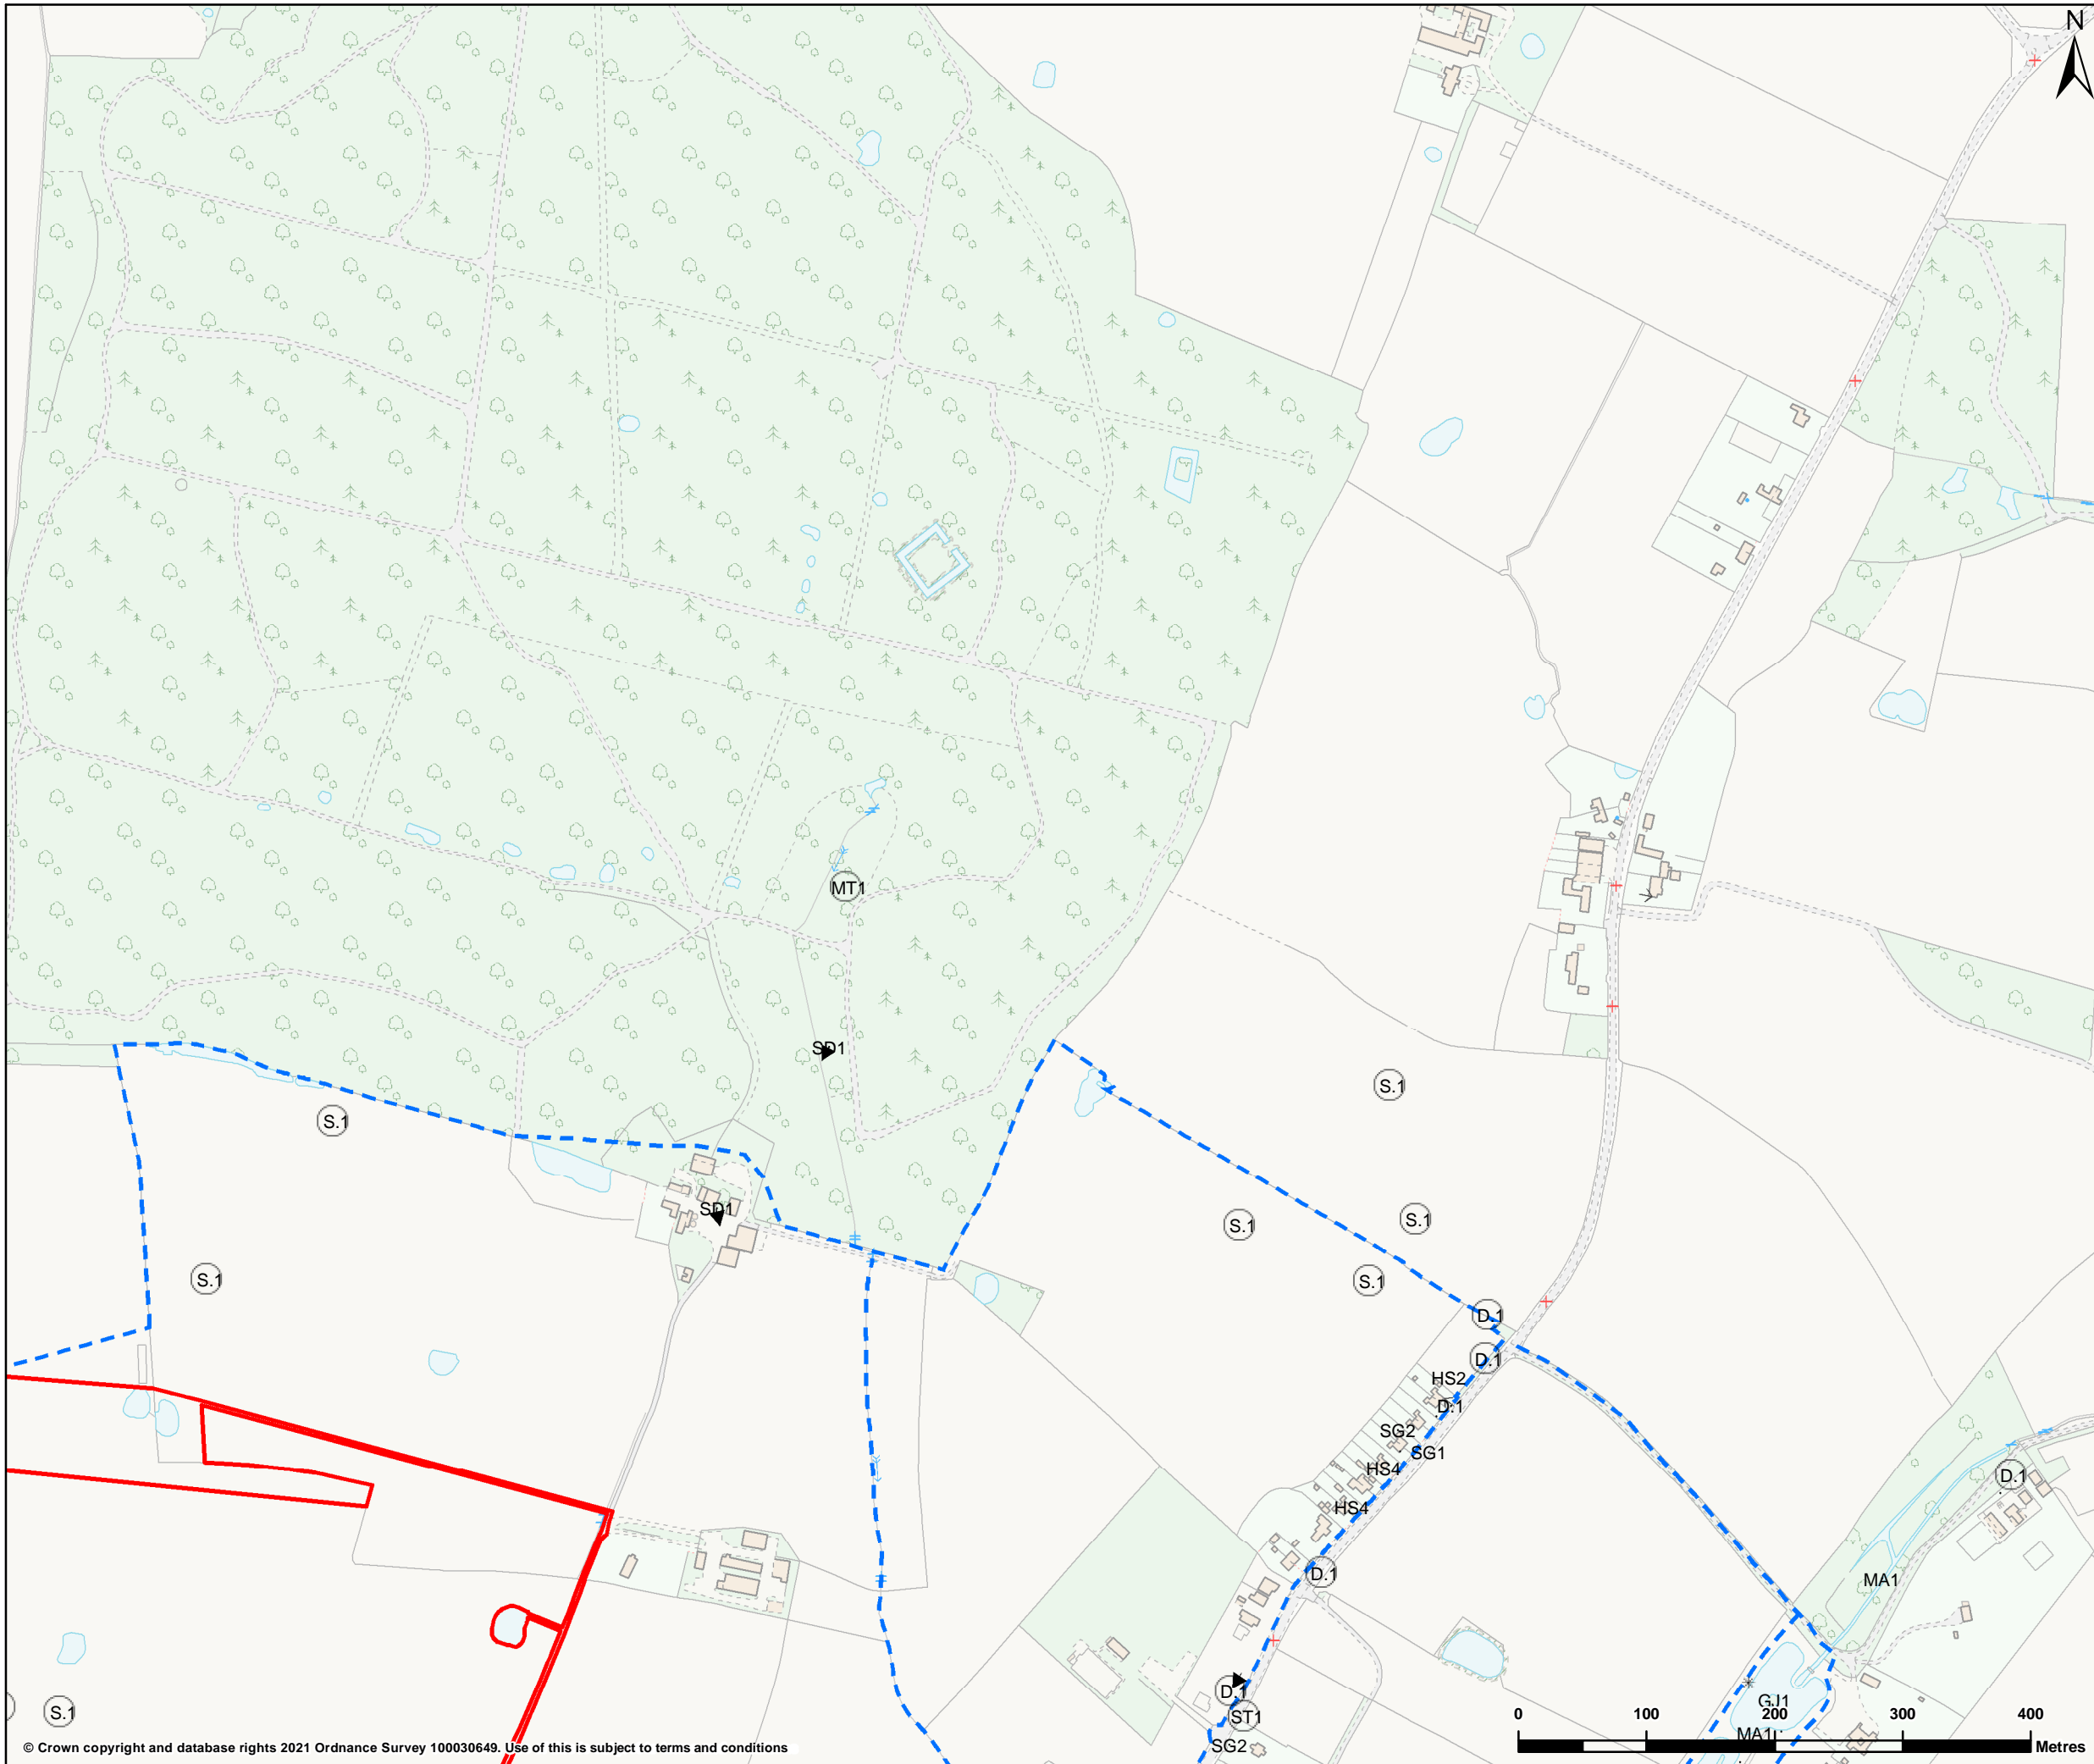 N
MT1
SD1
S.1
S.1
SD1
S.1
S.1
S.1
S.1
D.1
D.1
HS2
D.1
SG2
SG1
HS4
D.1
HS4
D.1
MA1
D.1
GJ1
ST1
S.1
MA1
SG2
0 100 200 300 400
Metres
© Crown copyright and database rights 2021 Ordnance Survey 100030649. Use of this is subject to terms and conditions